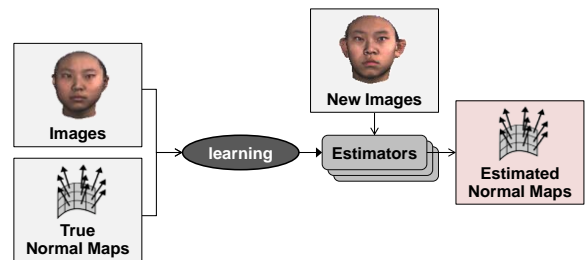 Images
True
Normal Maps
learning
New Images
Estimators
Estimated
Normal Maps